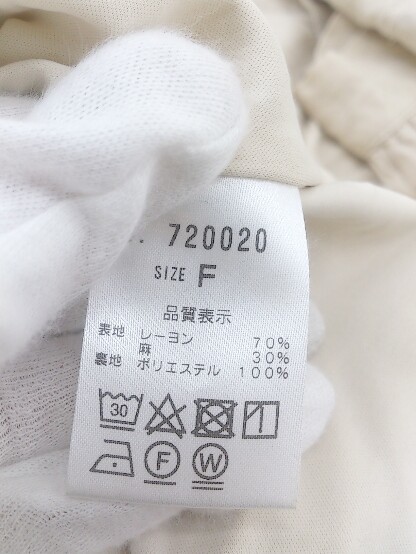 . 720020
SIZE F
品質表示
表地 レーヨン 70%
麻 30%
裏地 ポリエステル 100%
30
F W